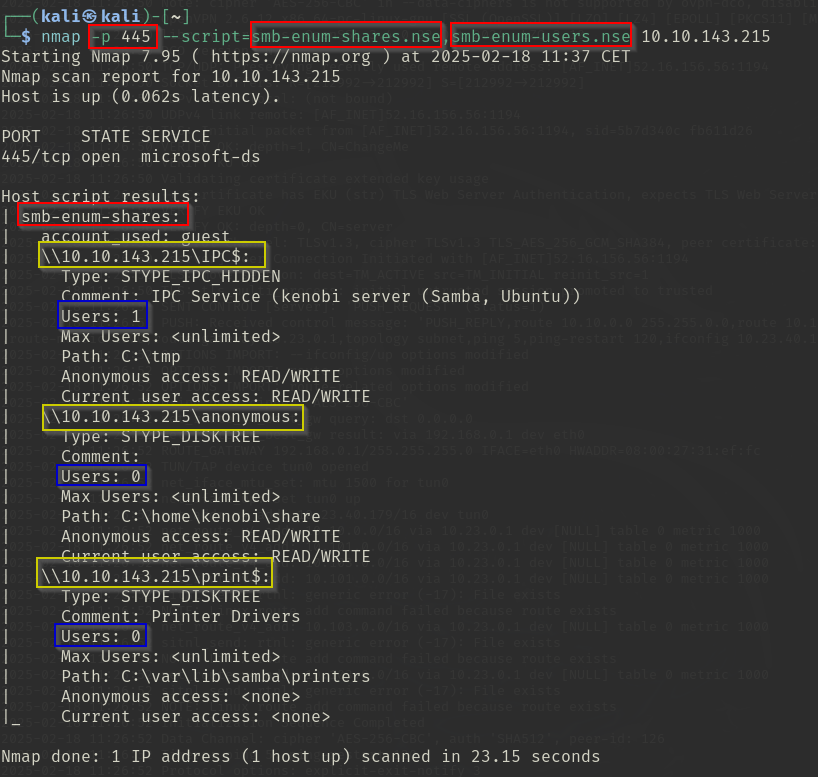 ┌──(kali㉿kali)-[~]
└─$ nmap -p 445 --script=smb-enum-shares.nse,smb-enum-users.nse 10.10.143.215
Starting Nmap 7.95 ( https://nmap.org ) at 2025-02-18 11:37 CET
Nmap scan report for 10.10.143.215
Host is up (0.062s latency).

PORT    STATE SERVICE
445/tcp open  microsoft-ds

Host script results:
| smb-enum-shares:
|   account_used: guest
|   \\10.10.143.215\IPC$:
|     Type: STYPE_IPC_HIDDEN
|     Comment: IPC Service (kenobi server (Samba, Ubuntu))
|     Users: 1
|     Max Users: <unlimited>
|     Path: C:\tmp
|     Anonymous access: READ/WRITE
|     Current user access: READ/WRITE
|   \\10.10.143.215\anonymous:
|     Type: STYPE_DISKTREE
|     Comment:
|     Users: 0
|     Max Users: <unlimited>
|     Path: C:\home\kenobi\share
|     Anonymous access: READ/WRITE
|     Current user access: READ/WRITE
|   \\10.10.143.215\print$:
|     Type: STYPE_DISKTREE
|     Comment: Printer Drivers
|     Users: 0
|     Max Users: <unlimited>
|     Path: C:\var\lib\samba\printers
|     Anonymous access: <none>
|_    Current user access: <none>

Nmap done: 1 IP address (1 host up) scanned in 23.15 seconds